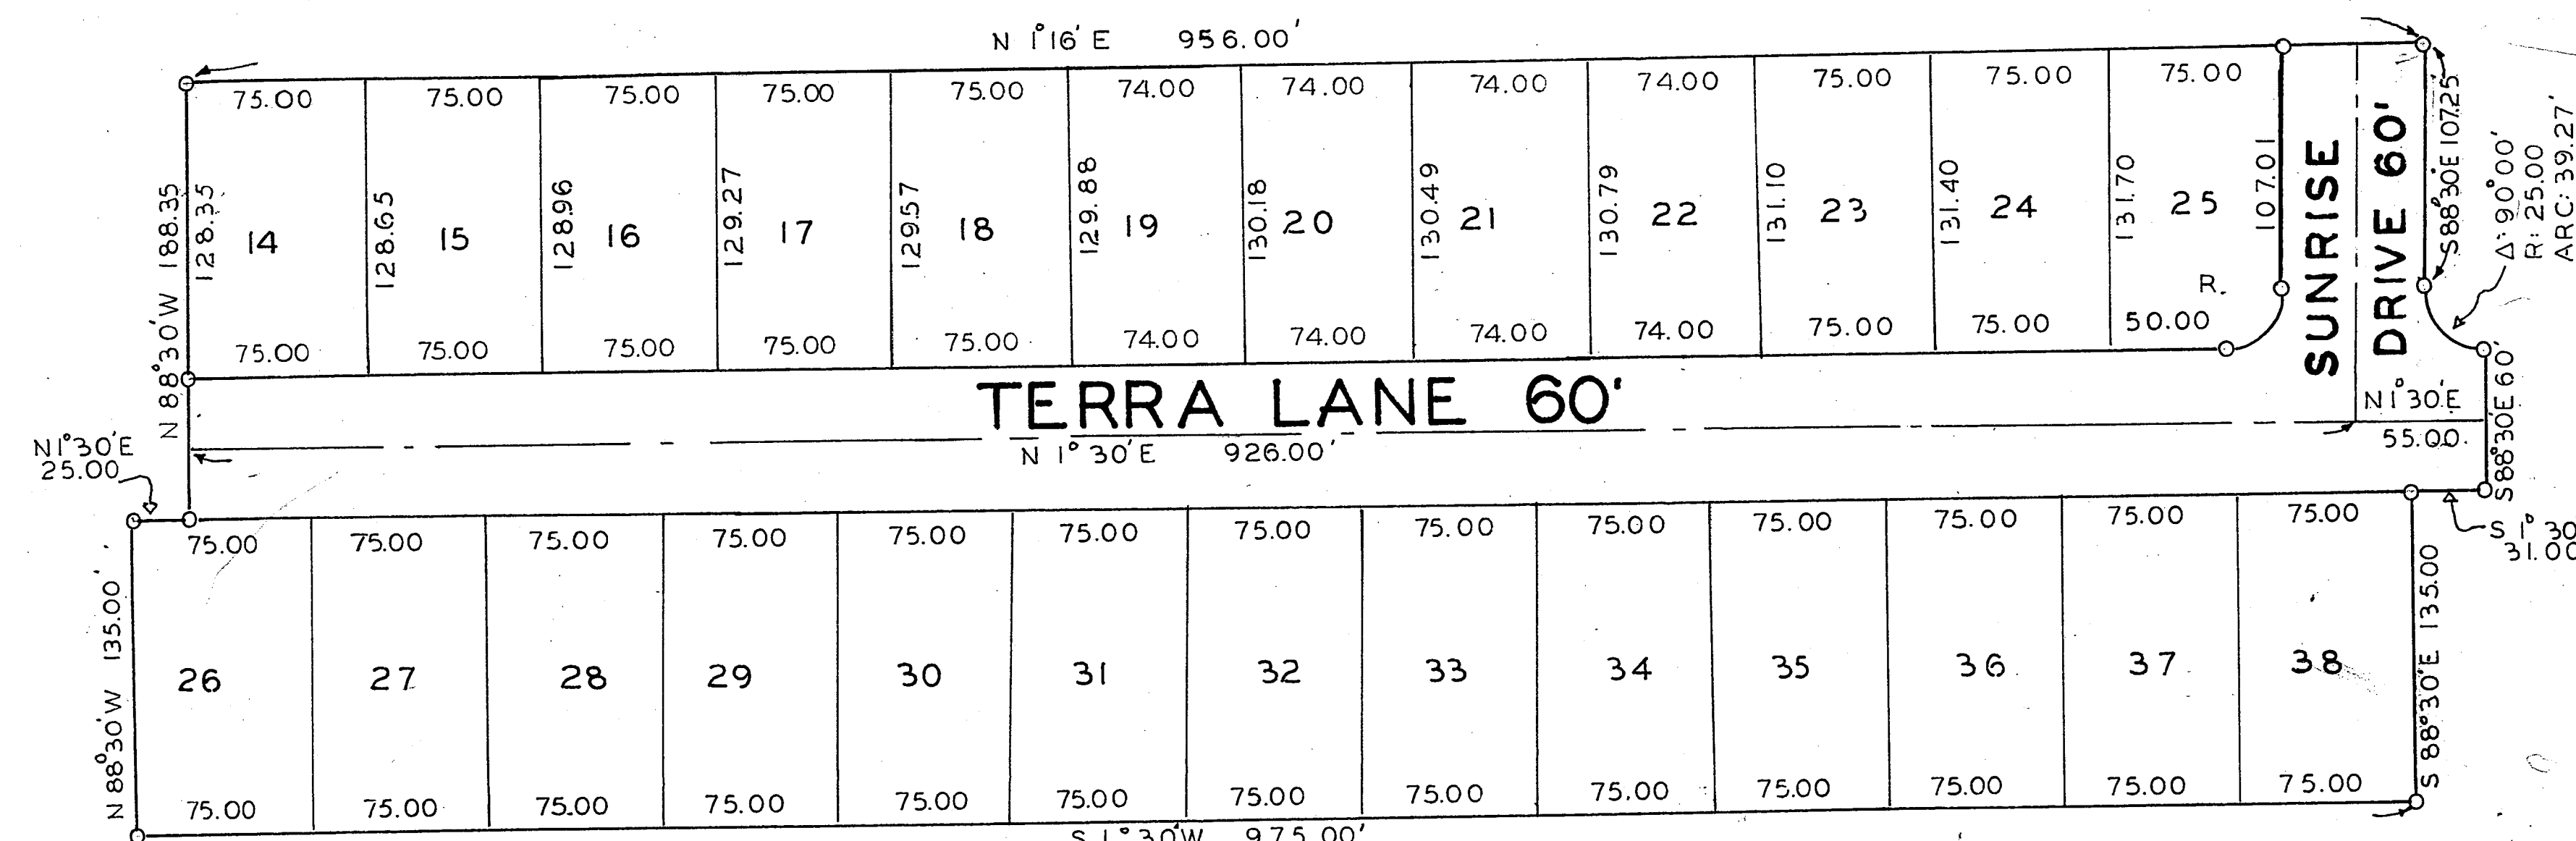 N 1°16' E 956.00'
75.00 75.00 75.00 75.00 75.00 74.00 74.00 74.00 74.00 75.00 75.00 75.00
N 88°30'W 188.35
128.35 14 128.65 15 128.96 16 129.27 17 129.57 18 129.88 19 130.18 20 130.49 21 130.79 22 131.10 23 131.40 24 131.70 25 107.01
R.
75.00 75.00 75.00 75.00 75.00 74.00 74.00 74.00 74.00 75.00 75.00 50.00
SUNRISE
DRIVE 60'
S88°30'E 107.25
Δ: 90°00'
R: 25.00
ARC: 39.27'
TERRA LANE 60'
N 1°30'E 926.00'
N1°30'E
55.00.
S88°30'E 60'
N1°30'E
25.00
S 1° 30
31.00
75.00 75.00 75.00 75.00 75.00 75.00 75.00 75.00 75.00 75.00 75.00 75.00 75.00
N 88°30'W 135.00'
26 27 28 29 30 31 32 33 34 35 36 37 38
S 88°30'E 135.00
75.00 75.00 75.00 75.00 75.00 75.00 75.00 75.00 75.00 75.00 75.00 75.00 75.00
S 1°30'W 975.00'